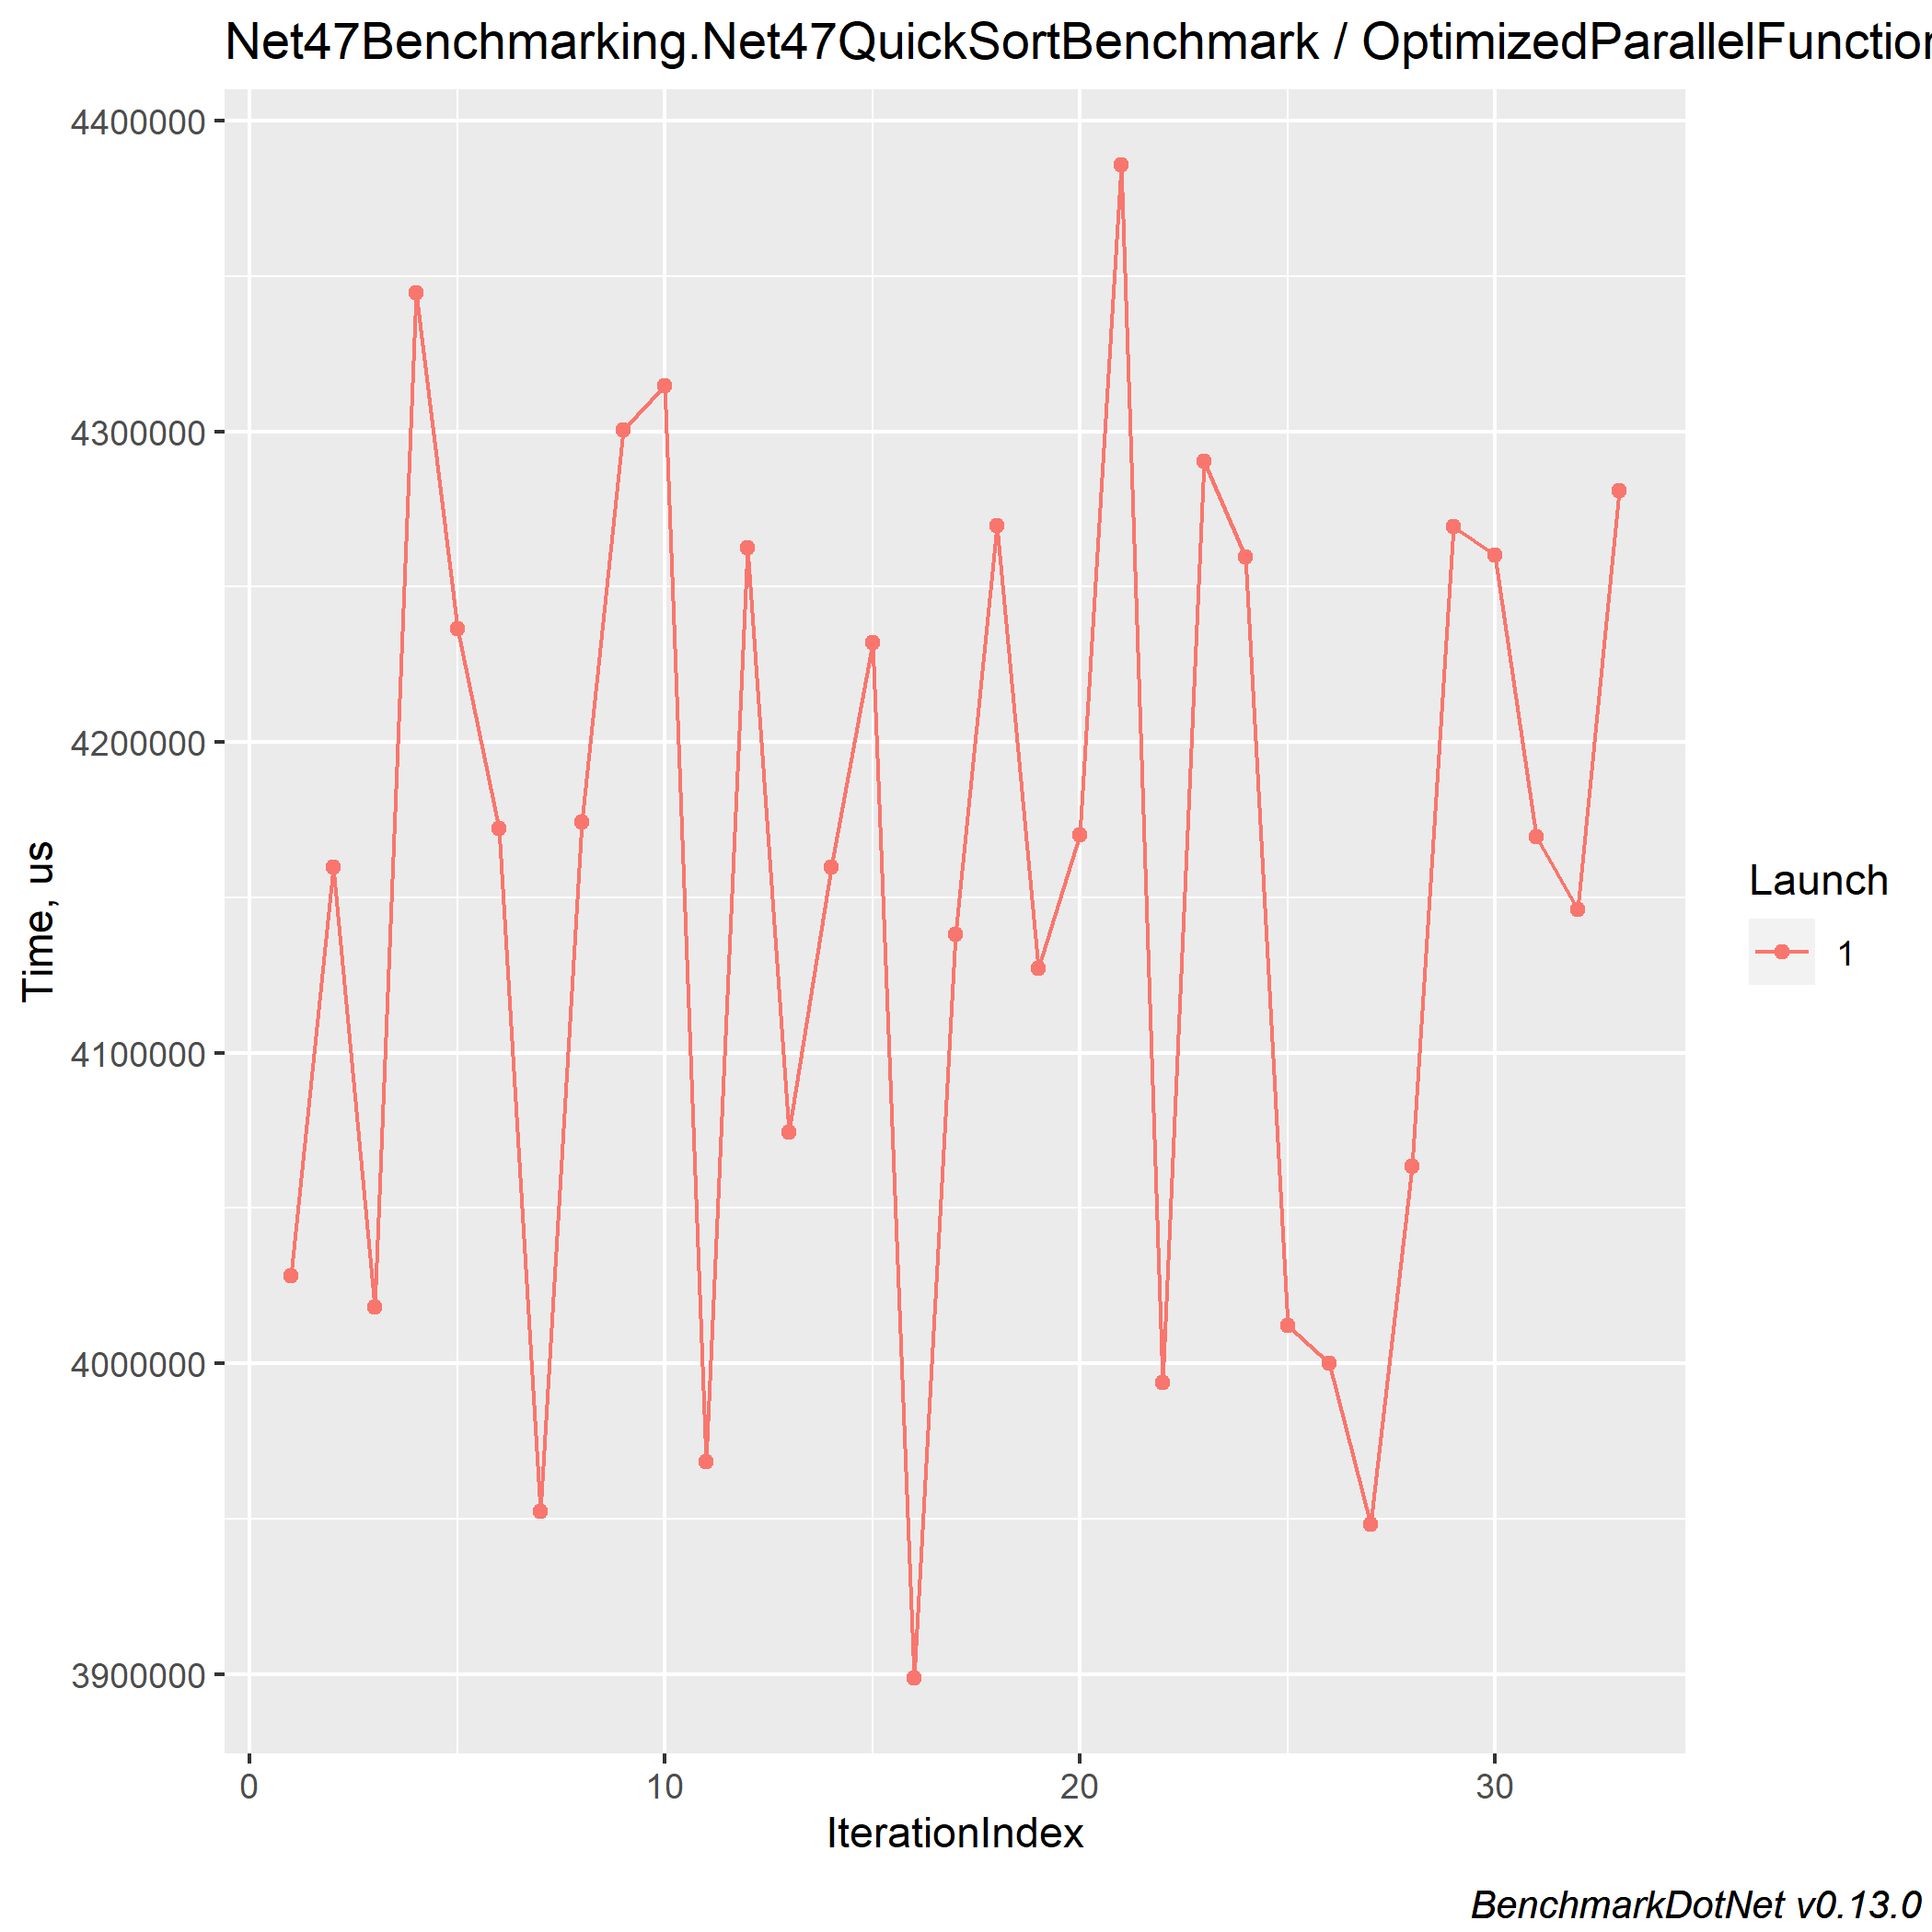 Net47Benchmarking.Net47QuickSortBenchmark / OptimizedParallelFunction
4400000
4300000
4200000
4100000
4000000
3900000
Time, us
0 10 20 30
IterationIndex
Launch
1
BenchmarkDotNet v0.13.0